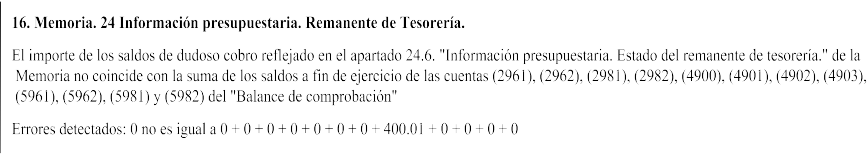 16. Memoria. 24 Información presupuestaria. Remanente de Tesorería.
El importe de los saldos de dudoso cobro reflejado en el apartado 24.6. "Información presupuestaria. Estado del remanente de tesorería." de la
Memoria no coincide con la suma de los saldos a fin de ejercicio de las cuentas (2961), (2962), (2981), (2982), (4900), (4901), (4902), (4903),
(5961), (5962), (5981) y (5982) del "Balance de comprobación"
Errores detectados: 0 no es igual a 0 + 0 + 0 + 0 + 0 + 0 + 0 + 400.01 + 0 + 0 + 0 + 0